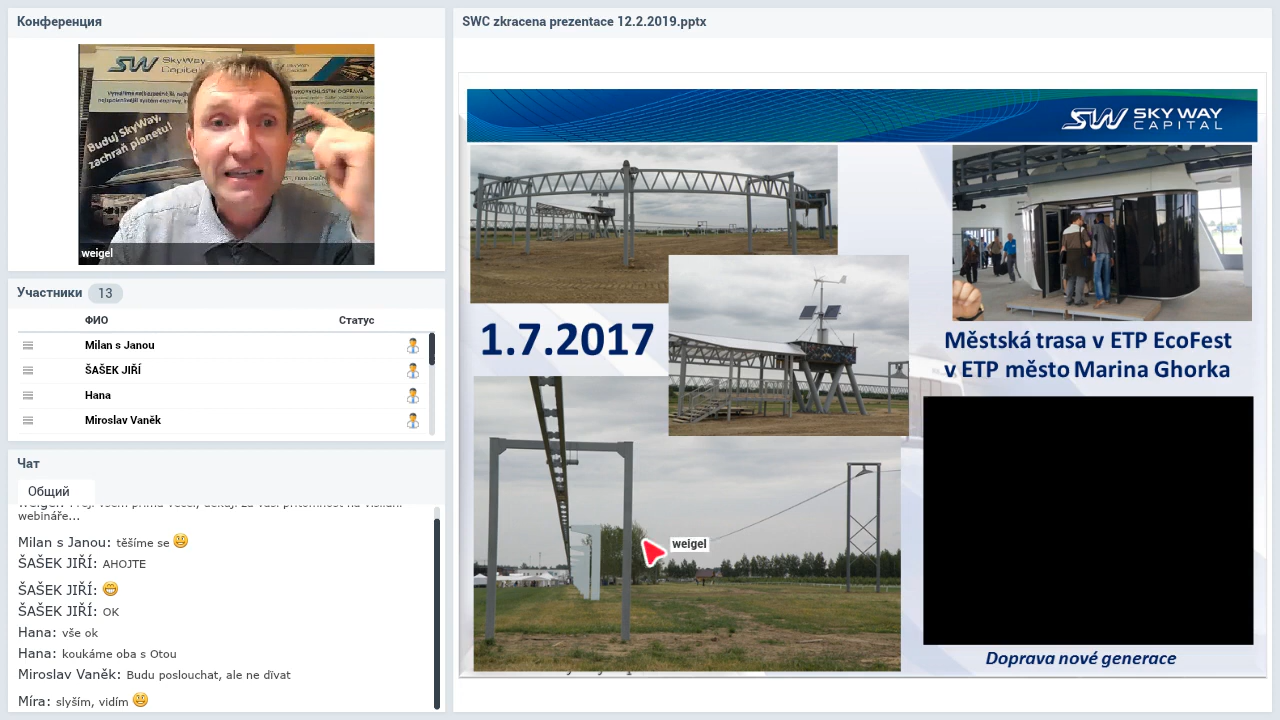 Конференция
SW SkyWay
Capital
Buduj SkyWay,
zachraň planetu!
weigel
Участники 13
ФИО Статус
Milan s Janou
ŠAŠEK JIŘÍ
Hana
Miroslav Vaněk
Чат
Общий
webináře...
Milan s Janou: těšíme se
ŠAŠEK JIŘÍ: AHOJTE
ŠAŠEK JIŘÍ:
ŠAŠEK JIŘÍ: OK
Hana: vše ok
Hana: koukáme oba s Otou
Miroslav Vaněk: Budu poslouchat, ale ne dïvat
Míra: slyším, vidím
SWC zkracena prezentace 12.2.2019.pptx
SW SKY WAY
CAPITAL
1.7.2017
Městská trasa v ETP EcoFest
v ETP město Marina Ghorka
weigel
Doprava nové generace